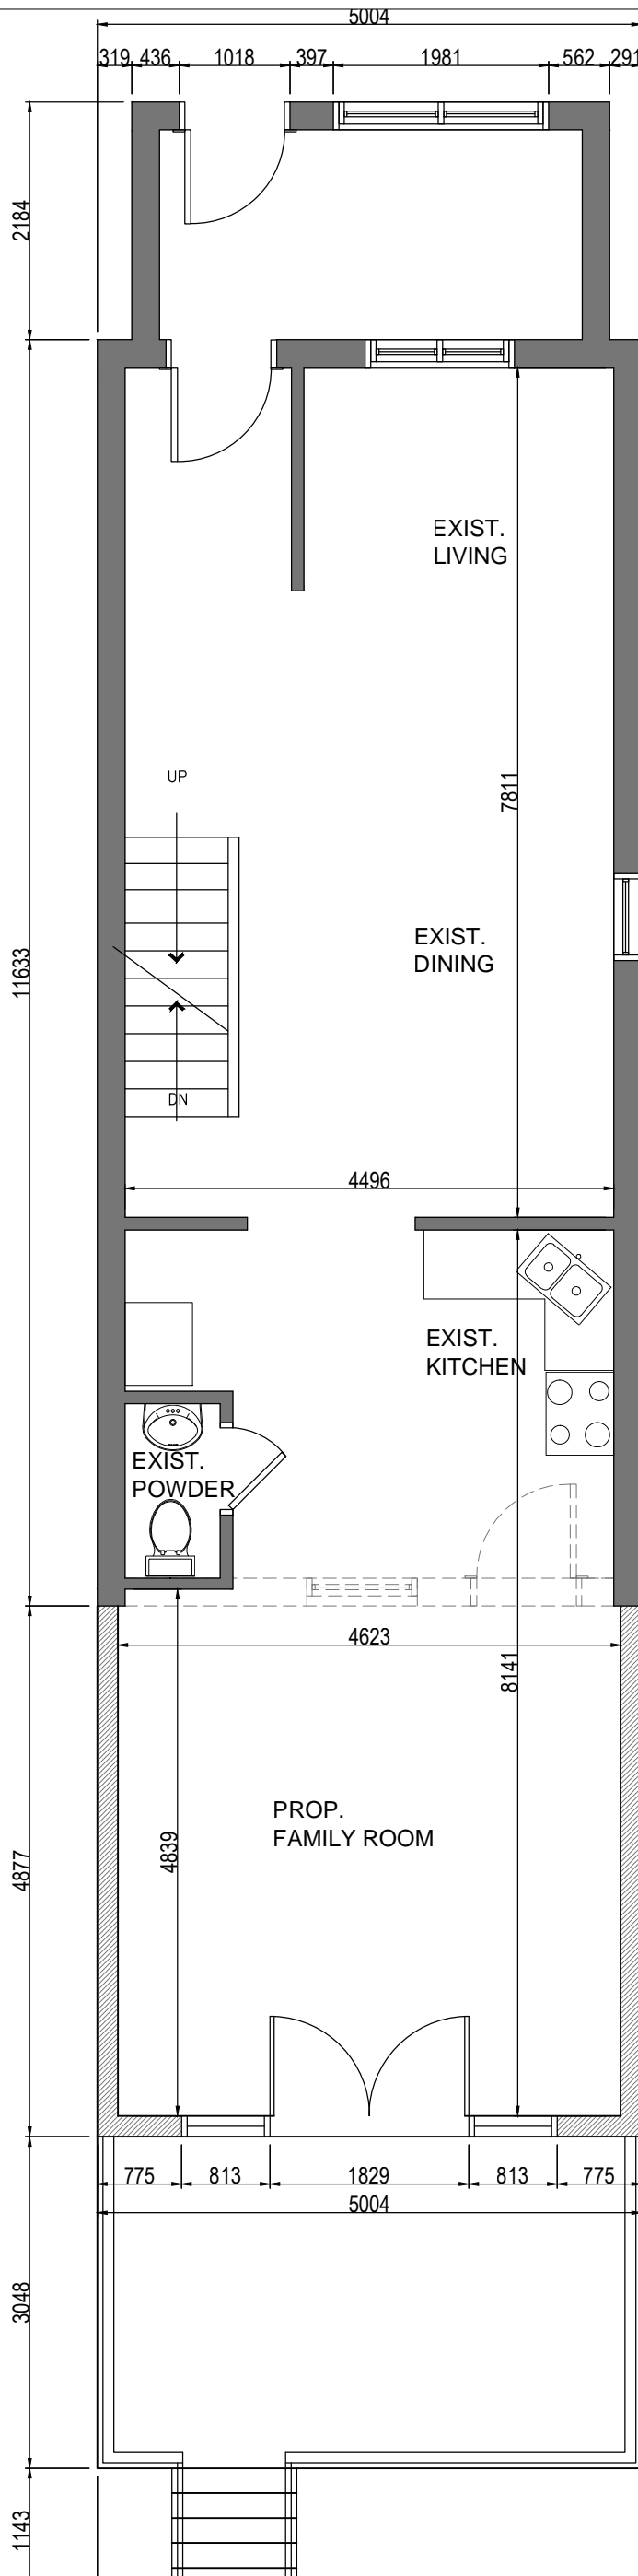 5004
319 436 1018 397 1981 562 291
2184
EXIST.
LIVING
UP
7811
EXIST.
DINING
11633
DN
4496
EXIST.
KITCHEN
EXIST.
POWDER
4623
8141
PROP.
FAMILY ROOM
4839
4877
775 813 1829 813 775
5004
3048
1143